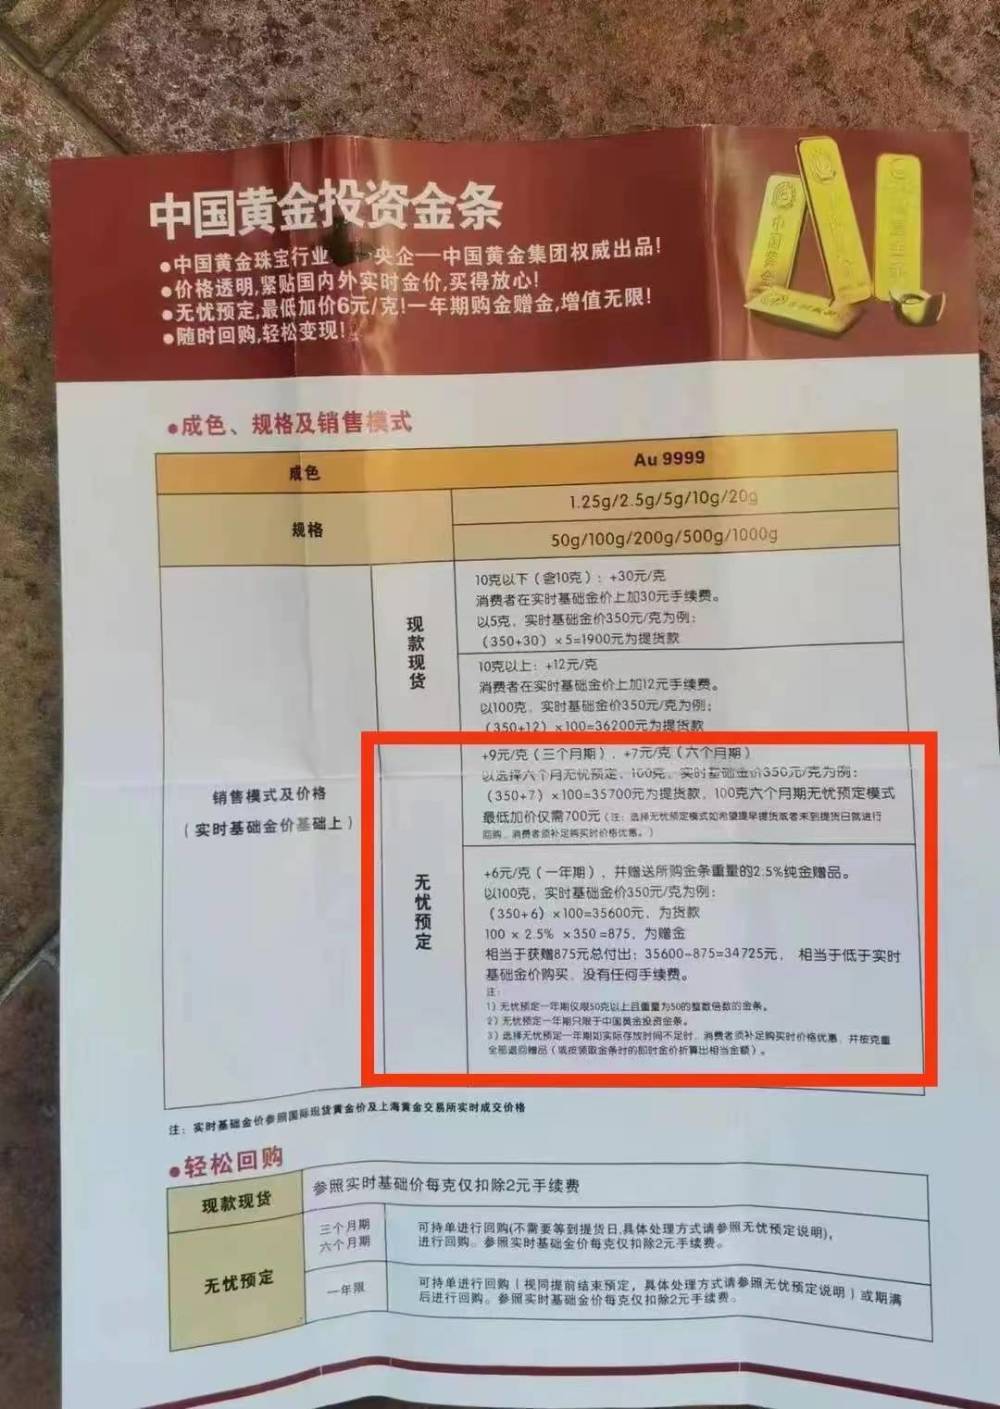 中国黄金投资金条
●中国黄金珠宝行业 央企一中国黄金集团权威出品!
●价格透明,紧贴国内外实时金价,买得放心!
●无忧预定,最低加价6元/克!一年期购金赠金,增值无限!
●随时回购,轻松变现!
●成色、规格及销售模式
成色
Au 9999
规格
1.25g/2.5g/5g/10g/20g
50g/100g/200g/500g/1000g
销售模式及价格
(实时基础金价基础上)
现款现货
10克以下(含10克):+30元/克
消费者在实时基础金价上加30元手续费。
以5克,实时基础金价350元/克为例:
(350+30)×5=1900元为提货款
10克以上:+12元/克
消费者在实时基础金价上加12元手续费。
以100克,实时基础金价350元/克为例:
(350+12)×100=36200元为提货款
无忧预定
+9元/克(三个月期),+7元/克(六个月期)
以选择六个月无忧预定,100克,实时基础金价350元/克为例:
(350+7)×100=35700元为提货款,100克六个月期无忧预定模式
最低加价仅需700元(注:选择无忧预定模式如希望提早提货或者未到提货日就进行
回购,消费者须补足购买时价格优惠。)
+6元/克(一年期),并赠送所购金条重量的2.5%纯金赠品。
以100克,实时基础金价350元/克为例:
(350+6)×100=35600元,为货款
100 × 2.5% ×350=875,为赠金
相当于获赠875元总付出:35600-875=34725元, 相当于低于实时
基础金价购买,没有任何手续费。
注:
1)无忧预定一年期仅限50克以上且重量为50的整数倍数的金条。
2)无忧预定一年期只限于中国黄金投资金条。
3)选择无忧预定一年期如实际存放时间不足时,消费者须补足购买时价格优惠,并按克重
全部退回赠品(或按领取金条时的即时金价折算出相当金额)。
注:实时基础金价参照国际现货黄金价及上海黄金交易所实时成交价格
●轻松回购
现款现货
参照实时基础价每克仅扣除2元手续费
无忧预定
三个月期
六个月期
可持单进行回购(不需要等到提货日,具体处理方式请参照无忧预定说明),
进行回购。参照实时基础金价每克仅扣除2元手续费。
一年限
可持单进行回购(视同提前结束预定,具体处理方式请参照无忧预定说明)或期满
后进行回购。参照实时基础金价每克仅扣除2元手续费。